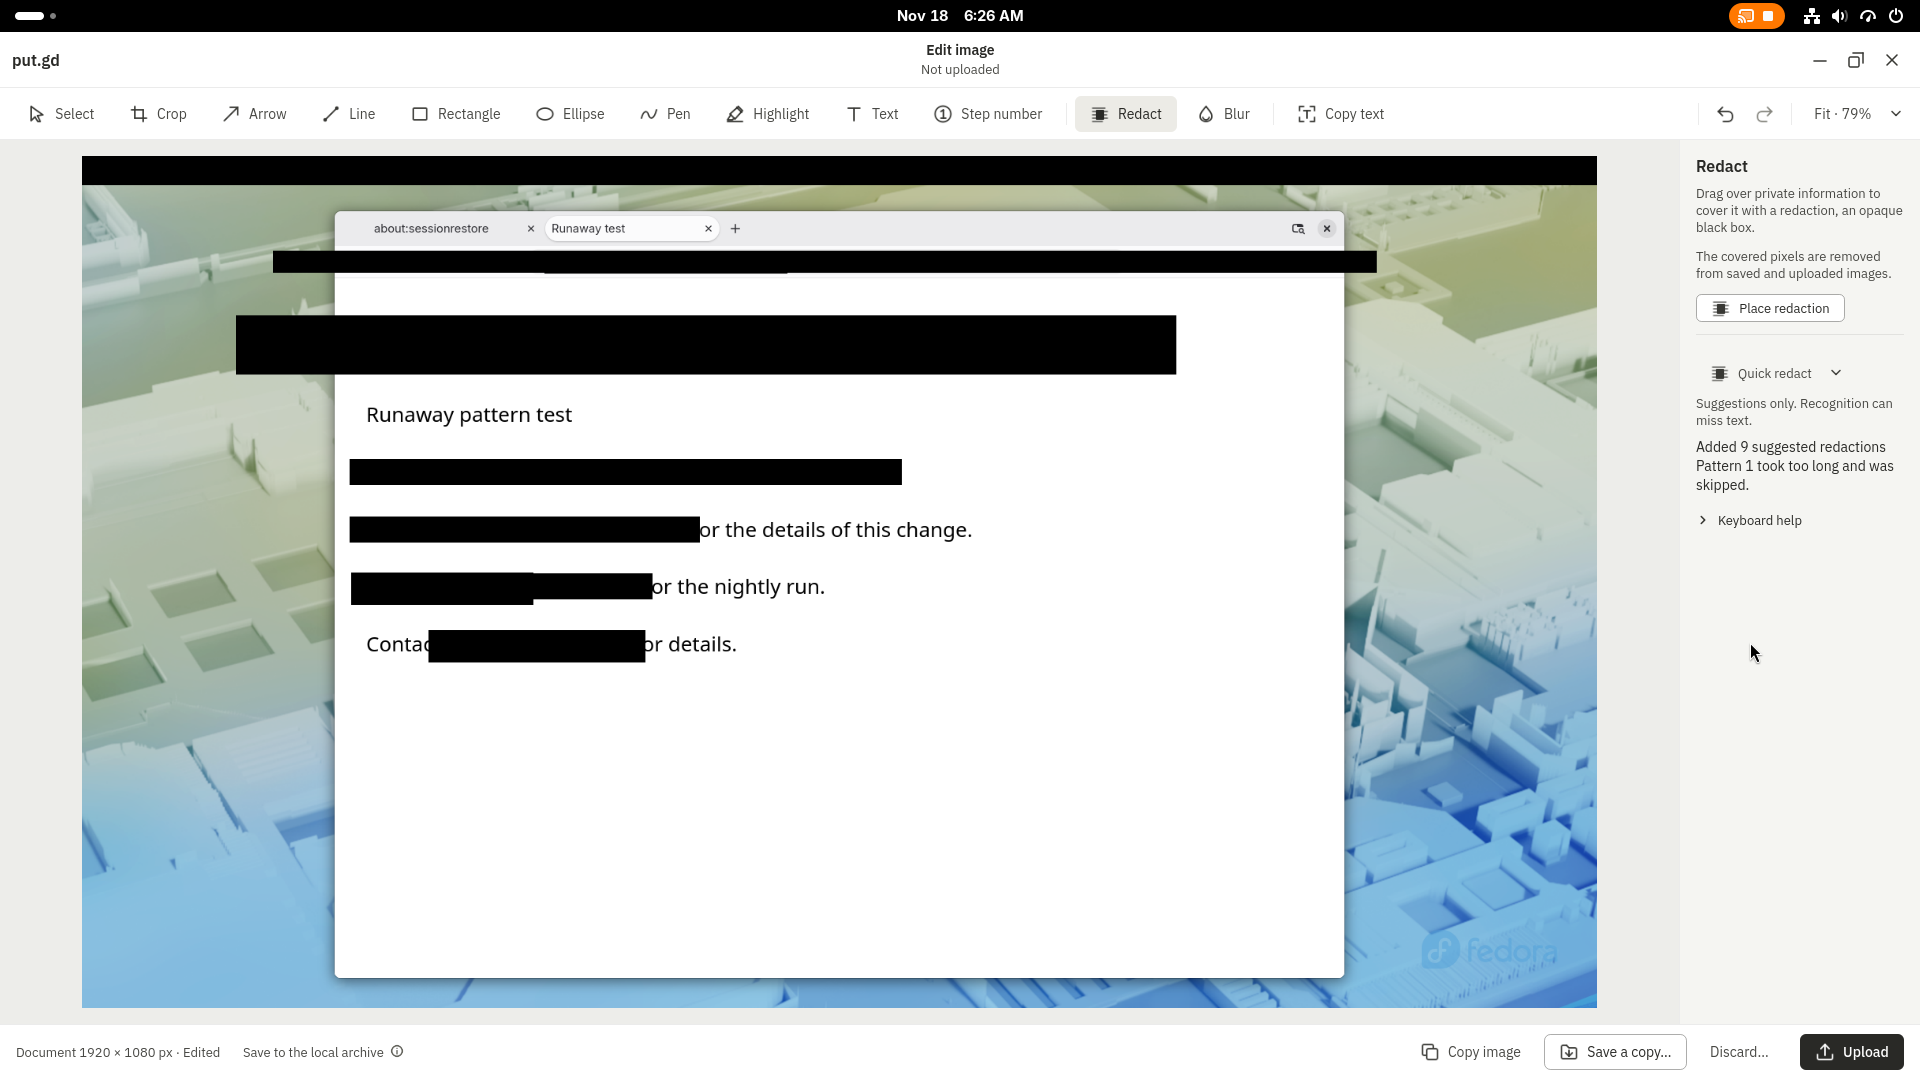 Nov 18 6:26 AM
put.gd
Edit image
Not uploaded
Select Crop Arrow Line Rectangle Ellipse Pen Highlight Text 1 Step number Redact Blur Copy text Fit · 79%
about:sessionrestore
Runaway test
Runaway pattern test
or the details of this change.
or the nightly run.
Contac or details.
fedora
Redact
Drag over private information to
cover it with a redaction, an opaque
black box.
The covered pixels are removed
from saved and uploaded images.
Place redaction
Quick redact
Suggestions only. Recognition can
miss text.
Added 9 suggested redactions
Pattern 1 took too long and was
skipped.
Keyboard help
Document 1920 × 1080 px · Edited Save to the local archive
Copy image Save a copy... Discard... Upload